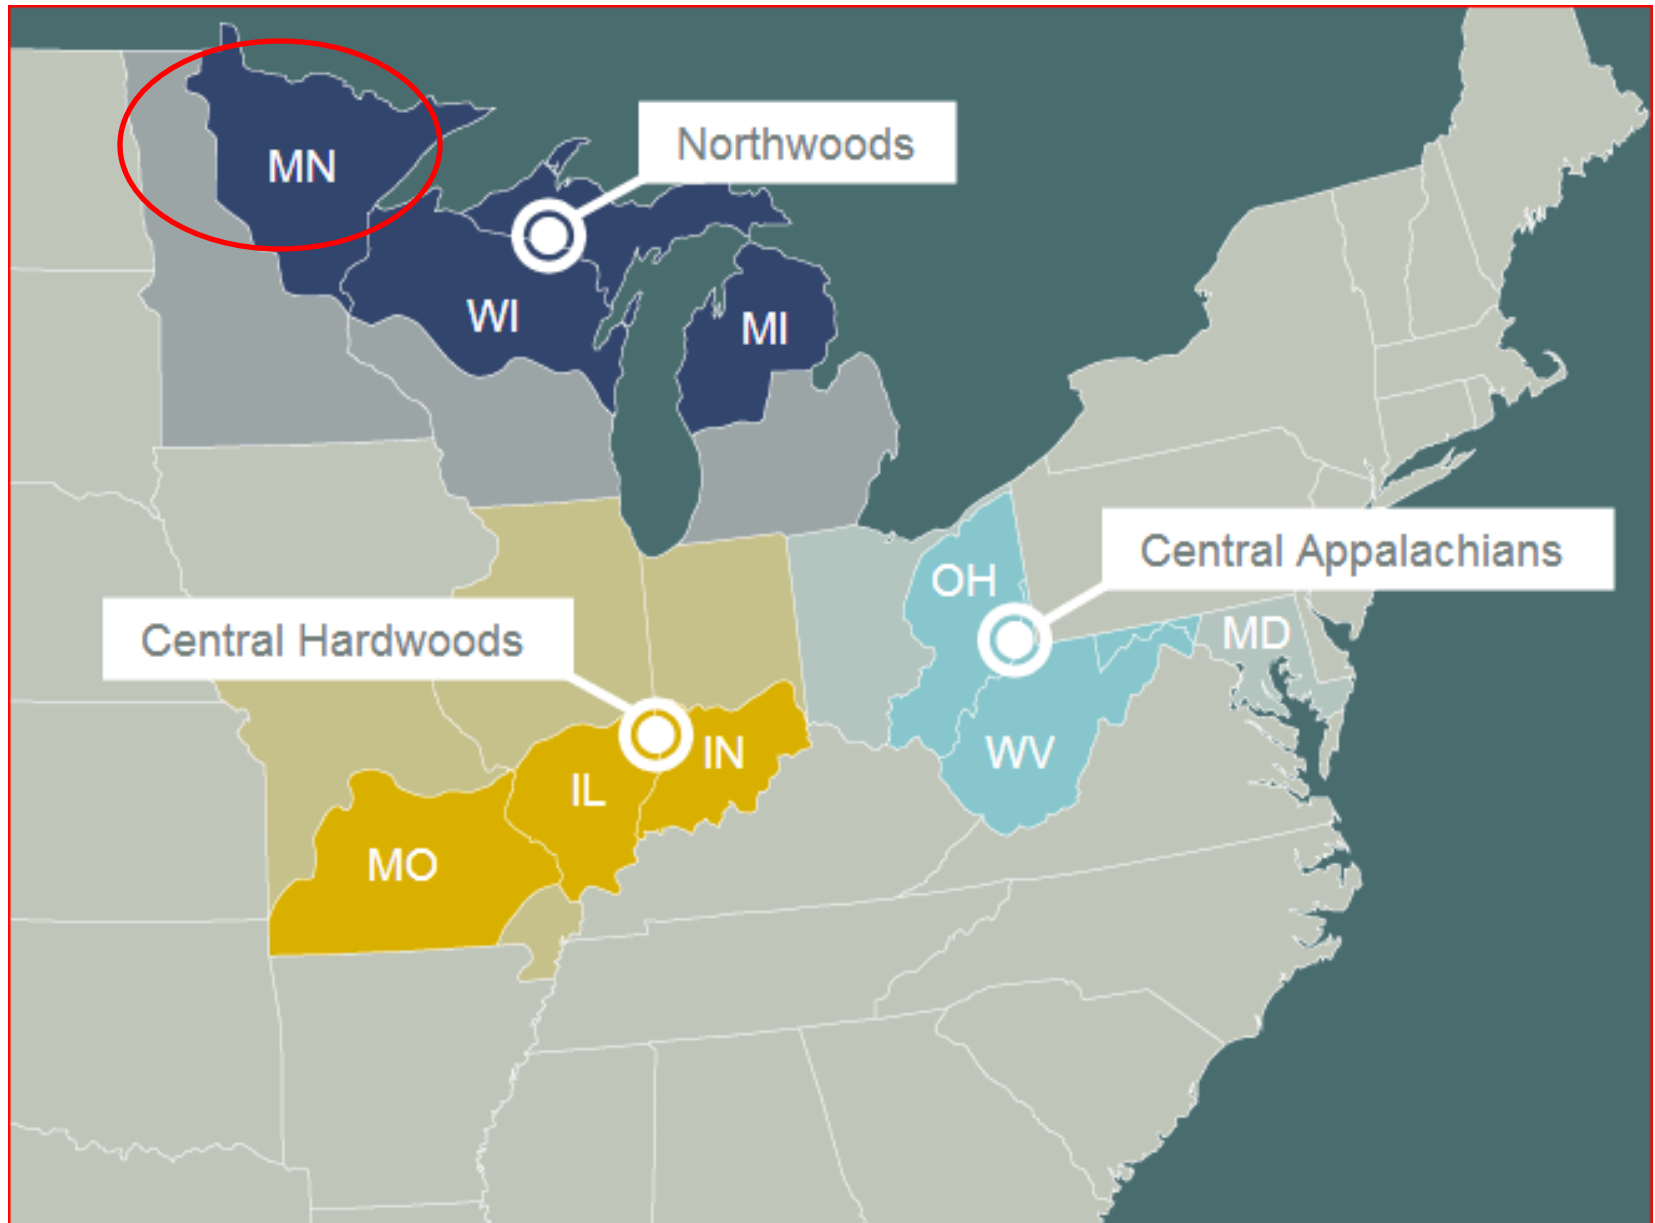 Northwoods
MN
WI
MI
Central Appalachians
OH
MD
Central Hardwoods
WV
IN
IL
MO